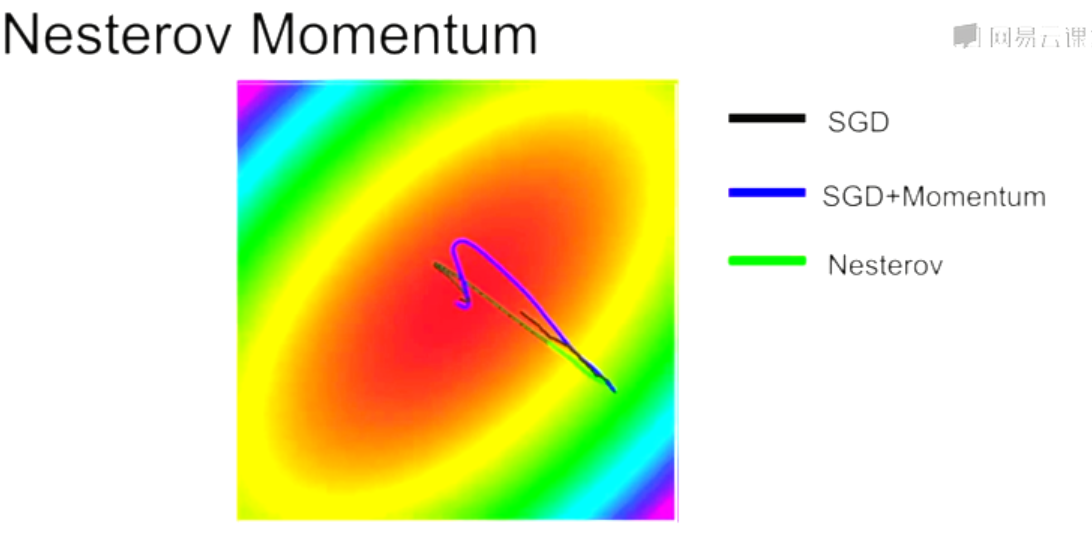 Nesterov Momentum
网易云课
SGD
SGD+Momentum
Nesterov